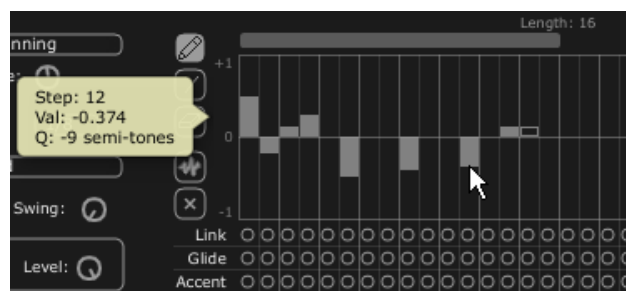 Length: 16
nning
+1
Step: 12
Val: -0.374
Q: -9 semi-tones
0
Swing:
-1
Link
Glide
Level:
Accent